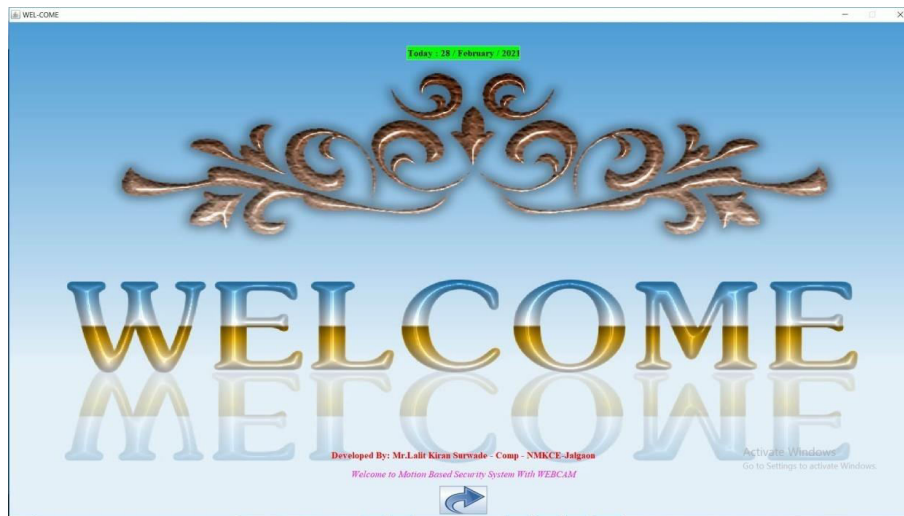 WEL-COME
Today : 28 / February / 2021
WELCOME
Developed By: Mr.Lalit Kiran Surwade - Comp - NMKCE-Jalgaon
Welcome to Motion Based Security System With WEBCAM
Activate Windows
Go to Settings to activate Windows.